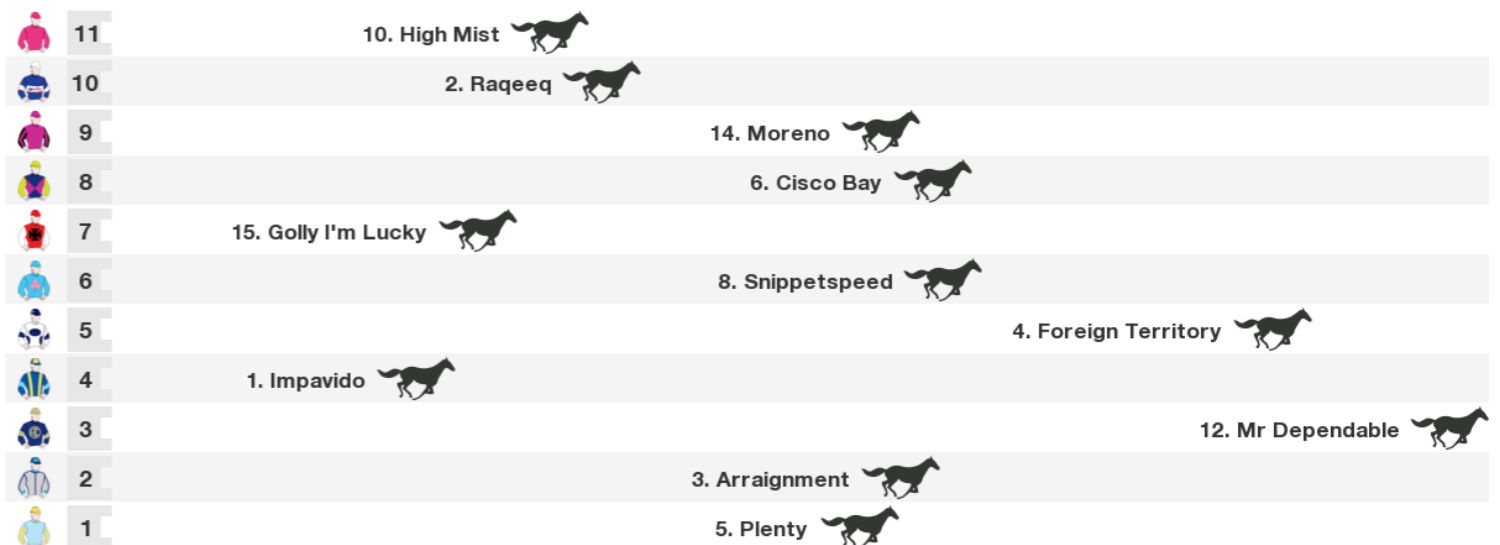 11 10. High Mist
10 2. Raqeeq
9 14. Moreno
8 6. Cisco Bay
7 15. Golly I'm Lucky
6 8. Snippetspeed
5 4. Foreign Territory
4 1. Impavido
3 12. Mr Dependable
2 3. Arraignment
1 5. Plenty